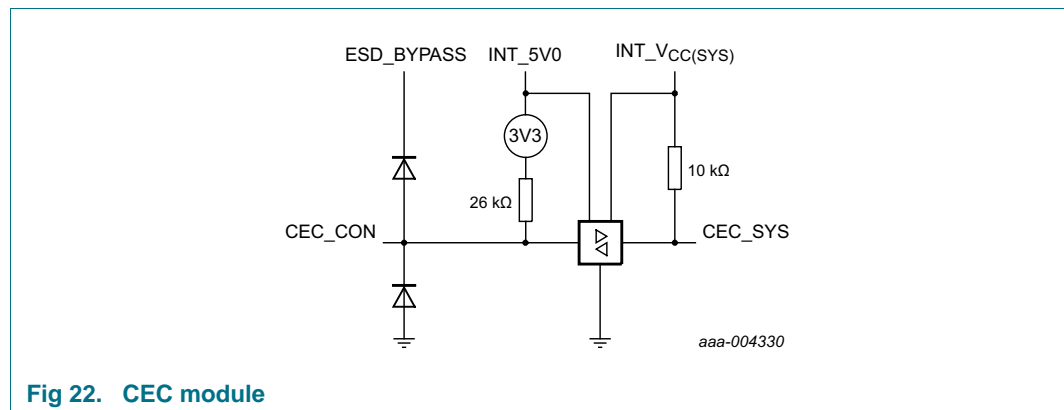 ESD_BYPASS INT_5V0 INT_VCC(SYS)
3V3
10 kΩ
26 kΩ
CEC_CON CEC_SYS
aaa-004330
Fig 22. CEC module